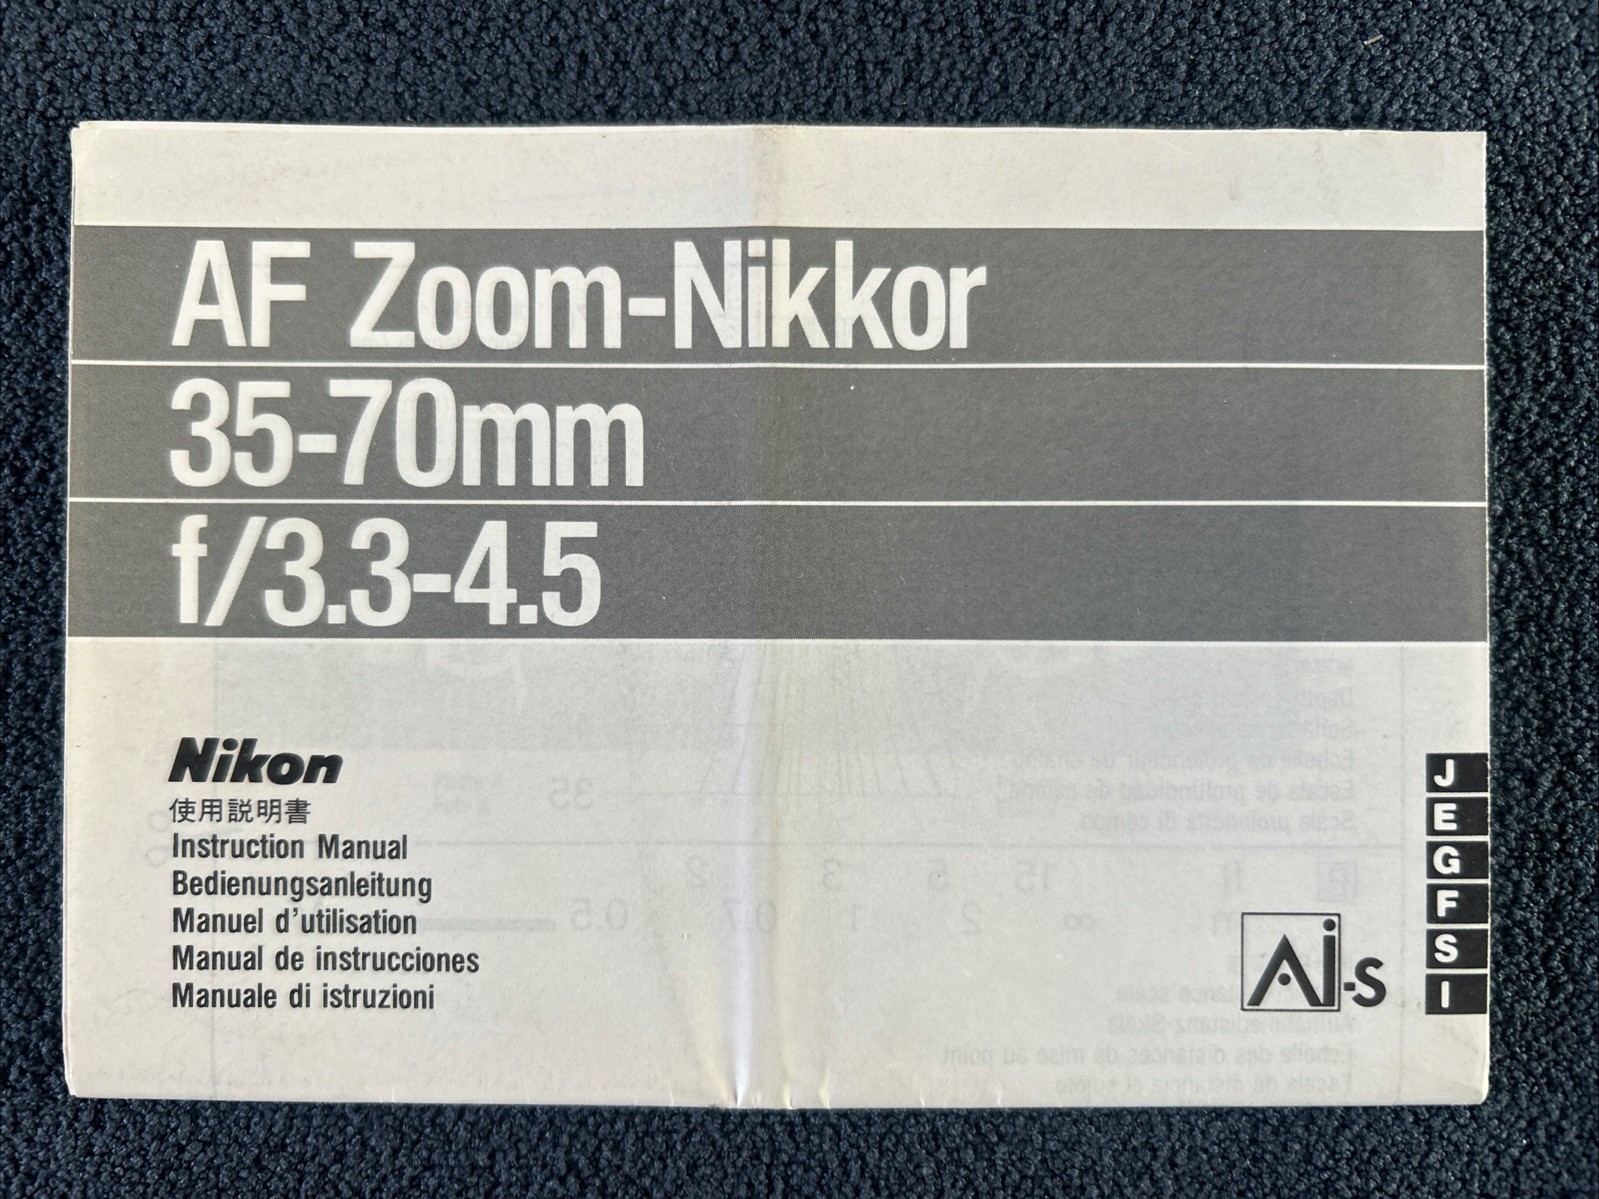 AF Zoom-Nikkor
35-70mm
f/3.3-4.5
Nikon
使用説明書
Instruction Manual
Bedienungsanleitung
Manuel d'utilisation
Manual de instrucciones
Manuale di istruzioni
Ai-s
J
E
G
F
S
I